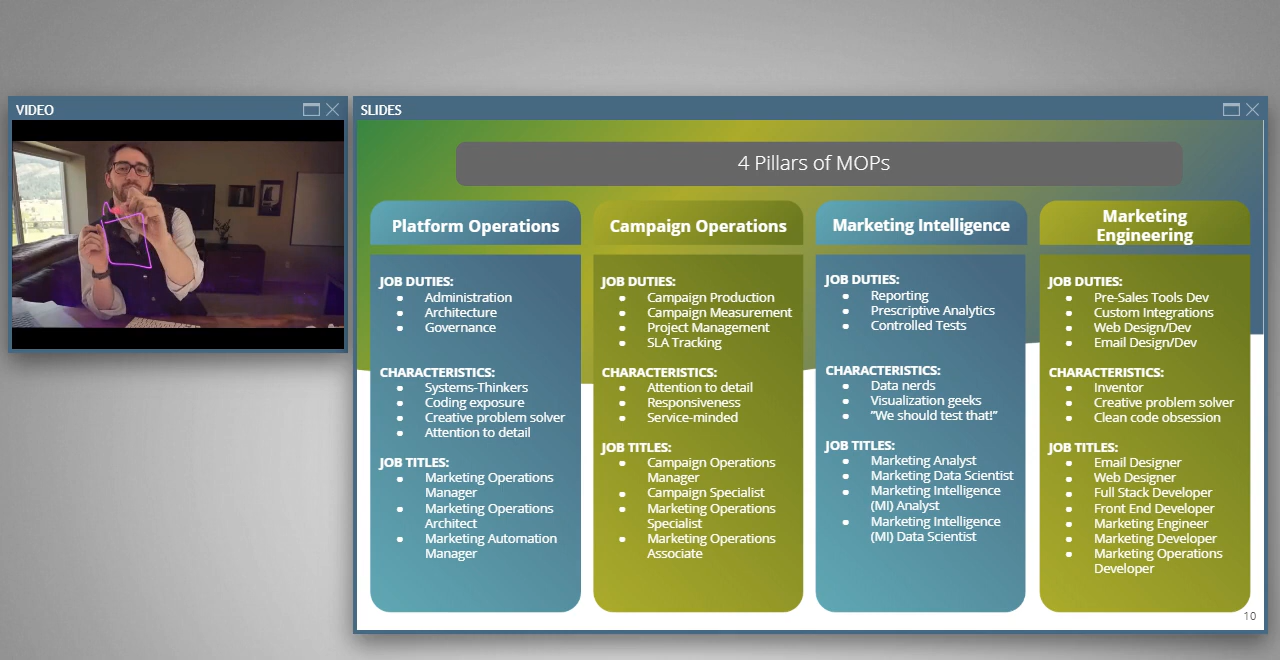 VIDEO
SLIDES
4 Pillars of MOPs
Platform Operations
JOB DUTIES:
Administration
Architecture
Governance
CHARACTERISTICS:
Systems-Thinkers
Coding exposure
Creative problem solver
Attention to detail
JOB TITLES:
Marketing Operations
Manager
Marketing Operations
Architect
Marketing Automation
Manager
Campaign Operations
JOB DUTIES:
Campaign Production
Campaign Measurement
Project Management
SLA Tracking
CHARACTERISTICS:
Attention to detail
Responsiveness
Service-minded
JOB TITLES:
Campaign Operations
Manager
Campaign Specialist
Marketing Operations
Specialist
Marketing Operations
Associate
Marketing Intelligence
JOB DUTIES:
Reporting
Prescriptive Analytics
Controlled Tests
CHARACTERISTICS:
Data nerds
Visualization geeks
"We should test that!"
JOB TITLES:
Marketing Analyst
Marketing Data Scientist
Marketing Intelligence
(MI) Analyst
Marketing Intelligence
(MI) Data Scientist
Marketing
Engineering
JOB DUTIES:
Pre-Sales Tools Dev
Custom Integrations
Web Design/Dev
Email Design/Dev
CHARACTERISTICS:
Inventor
Creative problem solver
Clean code obsession
JOB TITLES:
Email Designer
Web Designer
Full Stack Developer
Front End Developer
Marketing Engineer
Marketing Developer
Marketing Operations
Developer
10